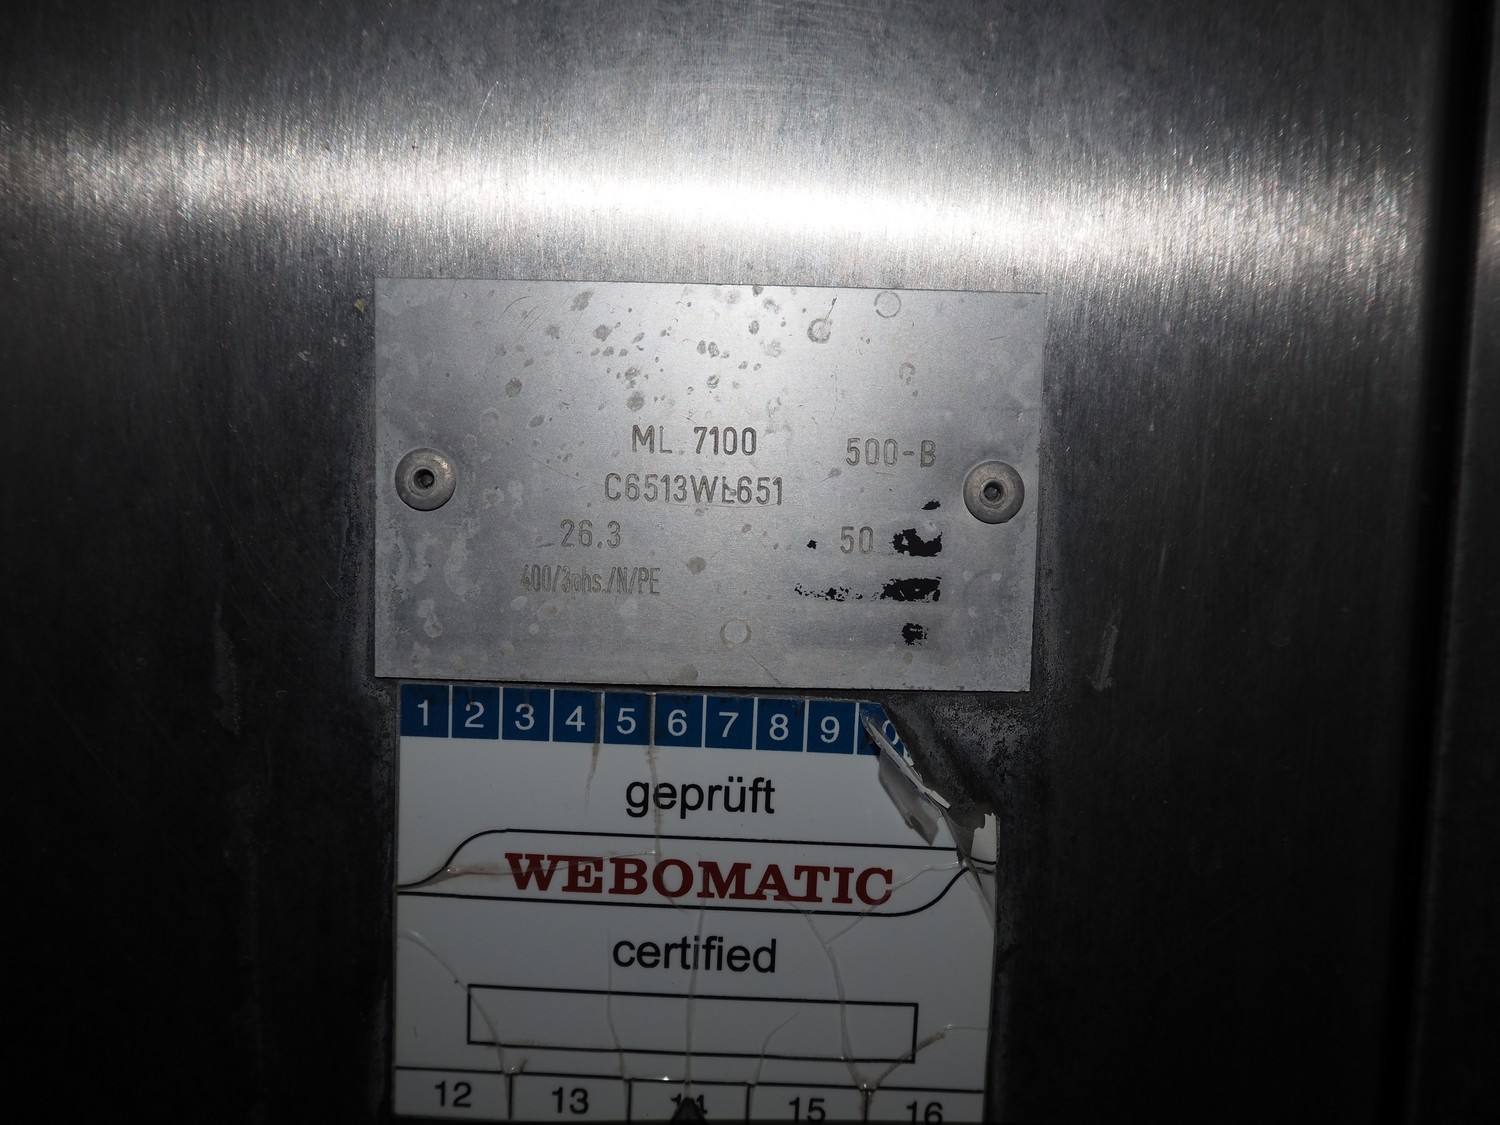 ML 7100 500-B
C6513WL651
26.3 50
400/3phs./N/PE
1 2 3 4 5 6 7 8 9
geprüft
WEBOMATIC
certified
12 13 14 15 16